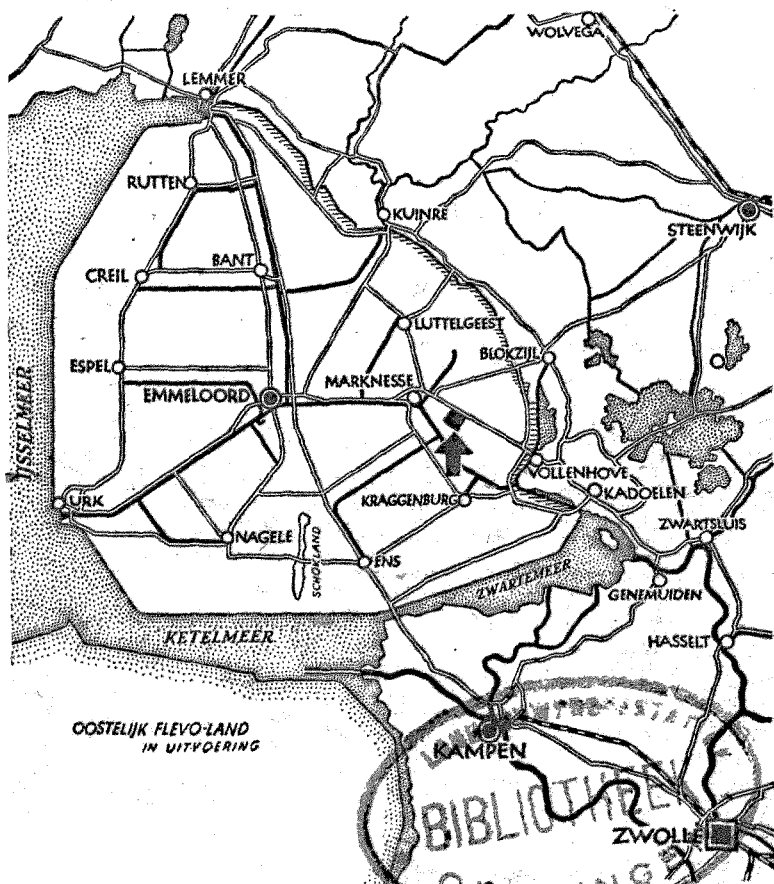 WOLVEGA
LEMMER
RUTTEN
KUINRE
STEENWIJK
BANT
CREIL
LUTTELGEEST
BLOKZIJL
ESPEL
MARKNESSE
EMMELOORD
IJSSELMEER
VOLLENHOVE
KADOELEN
URK
KRAGGENBURG
ZWARTSLUIS
NAGELE
SCHOKLAND
ENS
ZWARTEMEER
GENEMUIDEN
KETELMEER
HASSELT
OOSTELIJK FLEVO-LAND
IN UITVOERING
KAMPEN
BIBLIOTHEEK
ZWOLLE